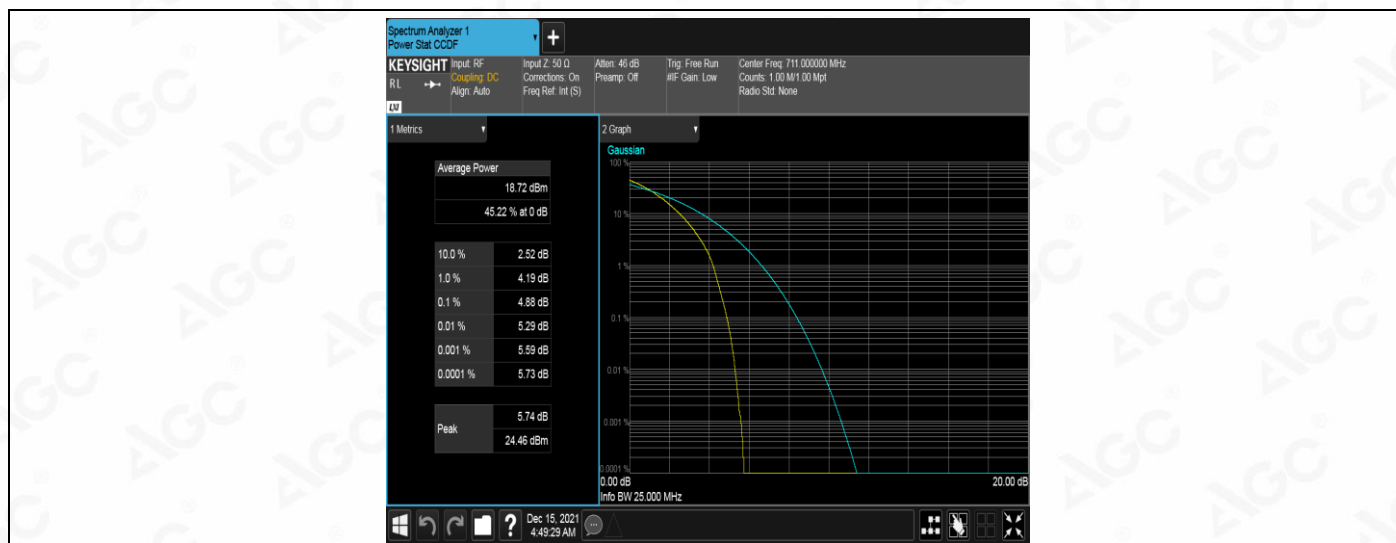 Spectrum Analyzer 1
Power Stat CCDF
KEYSIGHT
RL
LXI
Input: RF
Coupling: DC
Align: Auto
Input Z: 50 Ω
Corrections: On
Freq Ref: Int (S)
Atten: 46 dB
Preamp: Off
Trig: Free Run
#IF Gain: Low
Center Freq: 711.000000 MHz
Counts: 1.00 M/1.00 Mpt
Radio Std: None
1 Metrics
Average Power
18.72 dBm
45.22 % at 0 dB
10.0 % 2.52 dB
1.0 % 4.19 dB
0.1 % 4.88 dB
0.01 % 5.29 dB
0.001 % 5.59 dB
0.0001 % 5.73 dB
Peak
5.74 dB
24.46 dBm
2 Graph
Gaussian
100 %
10 %
1 %
0.1 %
0.01 %
0.001 %
0.0001 %
0.00 dB 20.00 dB
Info BW 25.000 MHz
Dec 15, 2021
4:49:29 AM
AGC